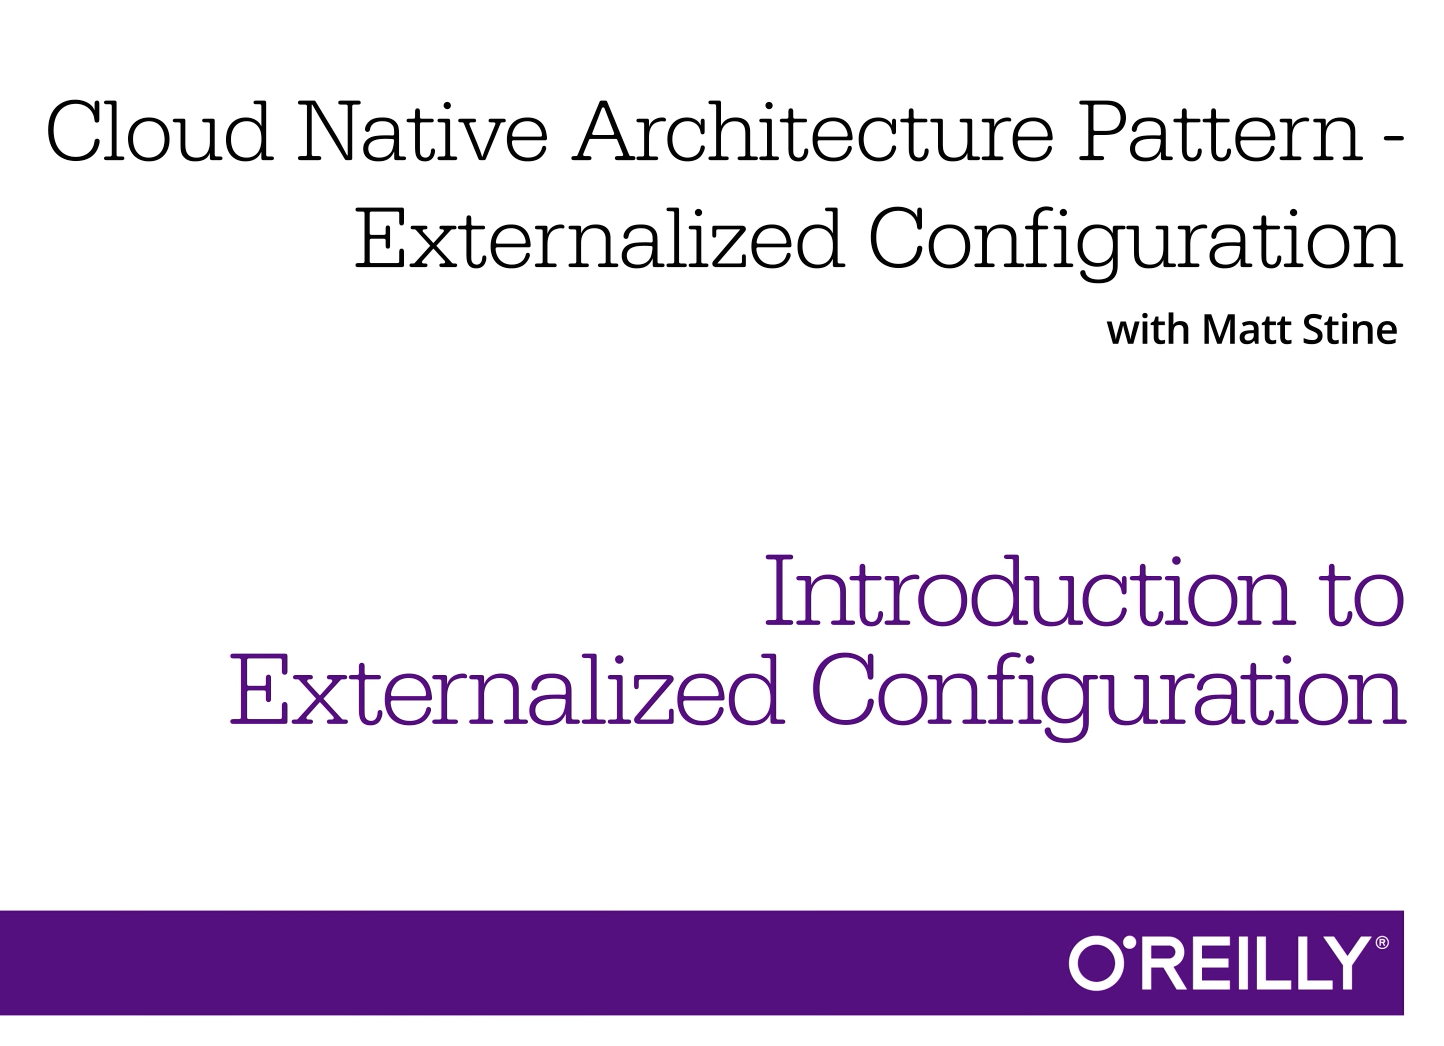 Cloud Native Architecture Pattern -
Externalized Configuration
with Matt Stine
Introduction to
Externalized Configuration
O'REILLY®